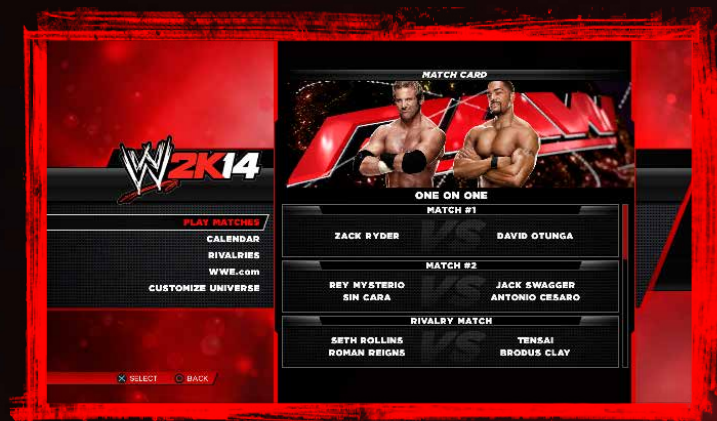 MATCH CARD
RAW
W 2K14
ONE ON ONE
MATCH #1
ZACK RYDER VS DAVID OTUNGA
MATCH #2
REY MYSTERIO VS JACK SWAGGER
SIN CARA ANTONIO CESARO
RIVALRY MATCH
SETH ROLLINS VS TENSAI
ROMAN REIGNS BRODUS CLAY
PLAY MATCHES
CALENDAR
RIVALRIES
WWE.com
CUSTOMIZE UNIVERSE
SELECT BACK